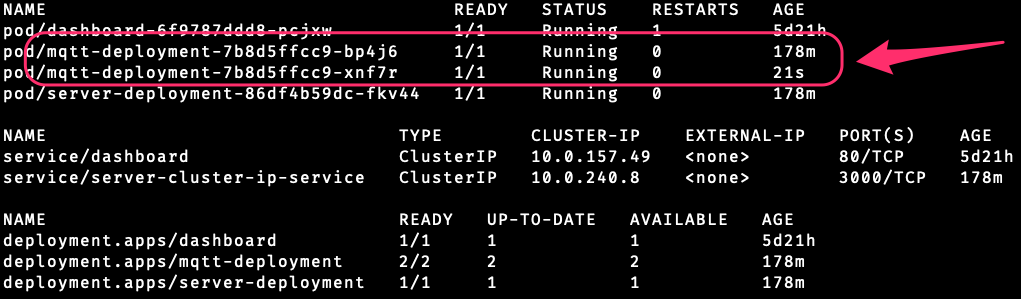 NAME READY STATUS RESTARTS AGE
pod/dashboard-6f9787ddd8-pcjxw 1/1 Running 1 5d21h
pod/mqtt-deployment-7b8d5ffcc9-bp4j6 1/1 Running 0 178m
pod/mqtt-deployment-7b8d5ffcc9-xnf7r 1/1 Running 0 21s
pod/server-deployment-86df4b59dc-fkv44 1/1 Running 0 178m
NAME TYPE CLUSTER-IP EXTERNAL-IP PORT(S) AGE
service/dashboard ClusterIP 10.0.157.49 <none> 80/TCP 5d21h
service/server-cluster-ip-service ClusterIP 10.0.240.8 <none> 3000/TCP 178m
NAME READY UP-TO-DATE AVAILABLE AGE
deployment.apps/dashboard 1/1 1 1 5d21h
deployment.apps/mqtt-deployment 2/2 2 2 178m
deployment.apps/server-deployment 1/1 1 1 178m